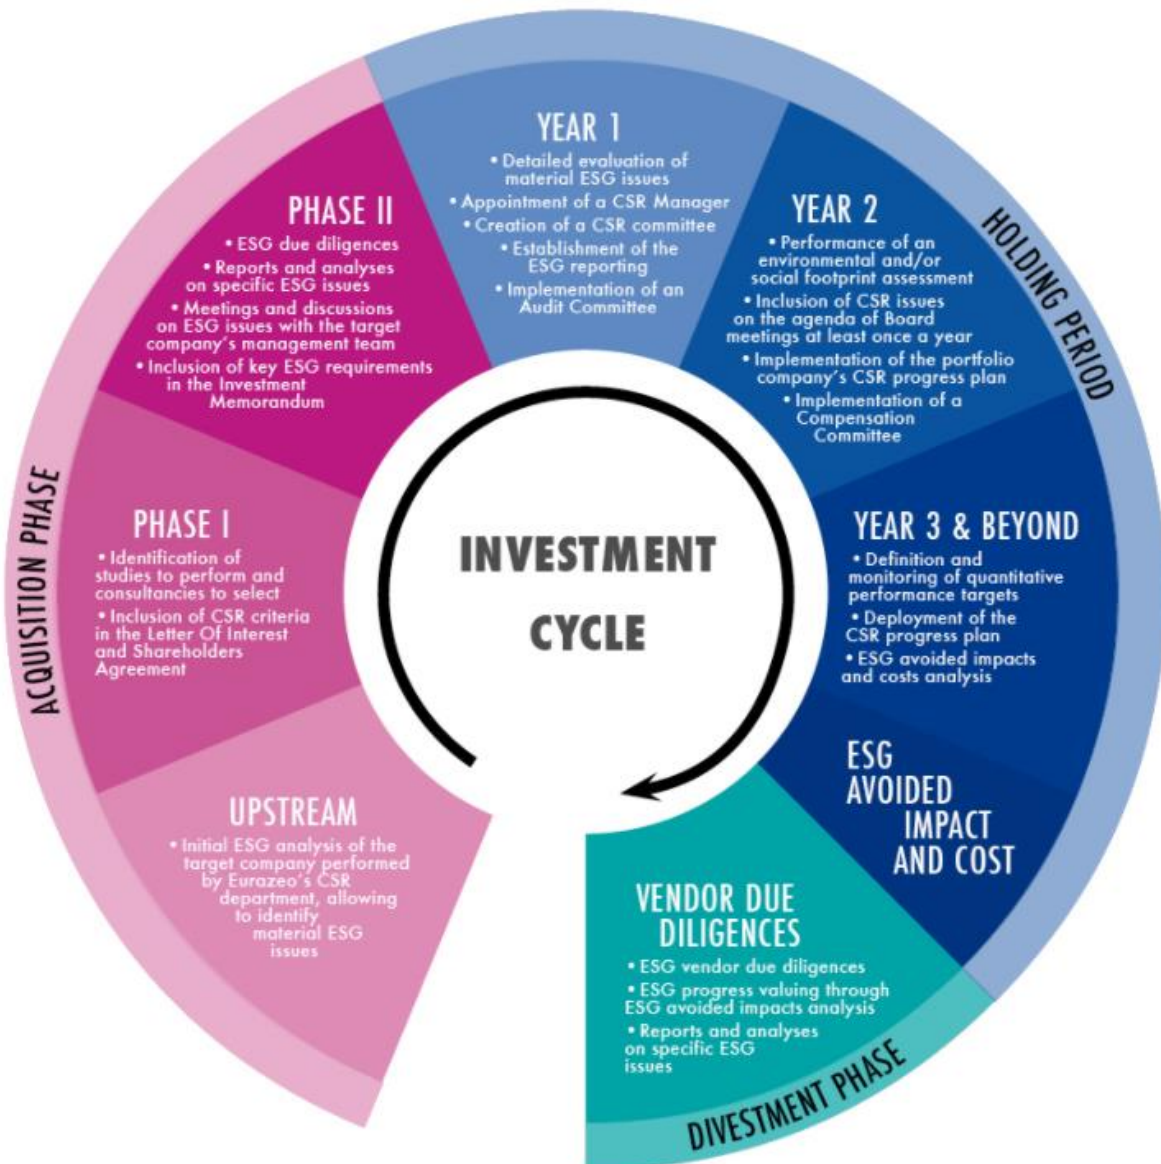 INVESTMENT
CYCLE
ACQUISITION PHASE
UPSTREAM
• Initial ESG analysis of the
target company performed
by Eurazeo's CSR
department, allowing
to identify
material ESG
issues
PHASE I
• Identification of
studies to perform and
consultancies to select
• Inclusion of CSR criteria
in the Letter Of Interest
and Shareholders
Agreement
PHASE II
• ESG due diligences
• Reports and analyses
on specific ESG issues
• Meetings and discussions
on ESG issues with the target
company's management team
• Inclusion of key ESG requirements
in the Investment
Memorandum
HOLDING PERIOD
YEAR 1
• Detailed evaluation of
material ESG issues
• Appointment of a CSR Manager
• Creation of a CSR committee
• Establishment of the
ESG reporting
• Implementation of an
Audit Committee
YEAR 2
• Performance of an
environmental and/or
social footprint assessment
• Inclusion of CSR issues
on the agenda of Board
meetings at least once a year
• Implementation of the portfolio
company's CSR progress plan
• Implementation of a
Compensation
Committee
YEAR 3 & BEYOND
• Definition and
monitoring of quantitative
performance targets
• Deployment of the
CSR progress plan
• ESG avoided impacts
and costs analysis
ESG
AVOIDED
IMPACT
AND COST
DIVESTMENT PHASE
VENDOR DUE
DILIGENCES
• ESG vendor due diligences
• ESG progress valuing through
ESG avoided impacts analysis
• Reports and analyses
on specific ESG
issues